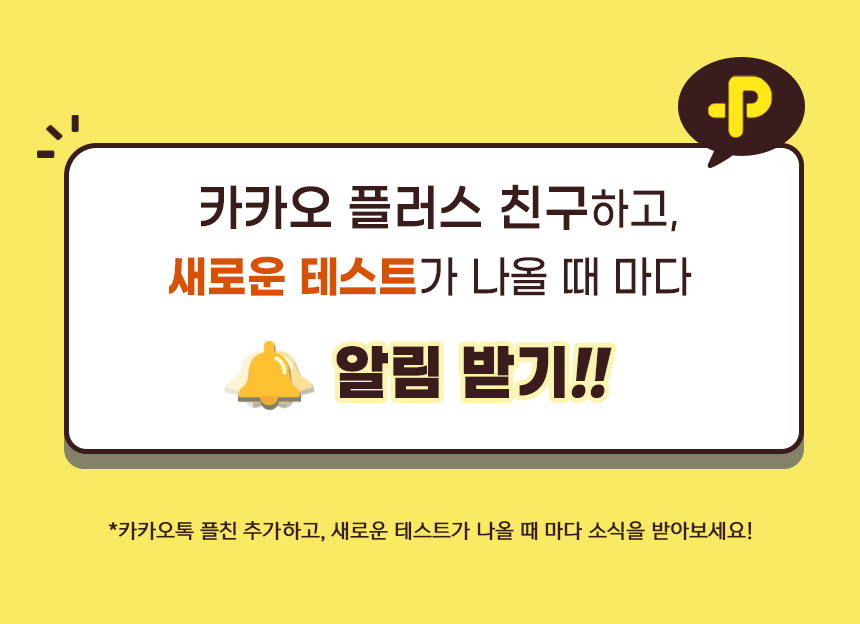 카카오 플러스 친구하고,
새로운 테스트가 나올 때 마다
알림 받기!!
*카카오톡 플친 추가하고, 새로운 테스트가 나올 때 마다 소식을 받아보세요!